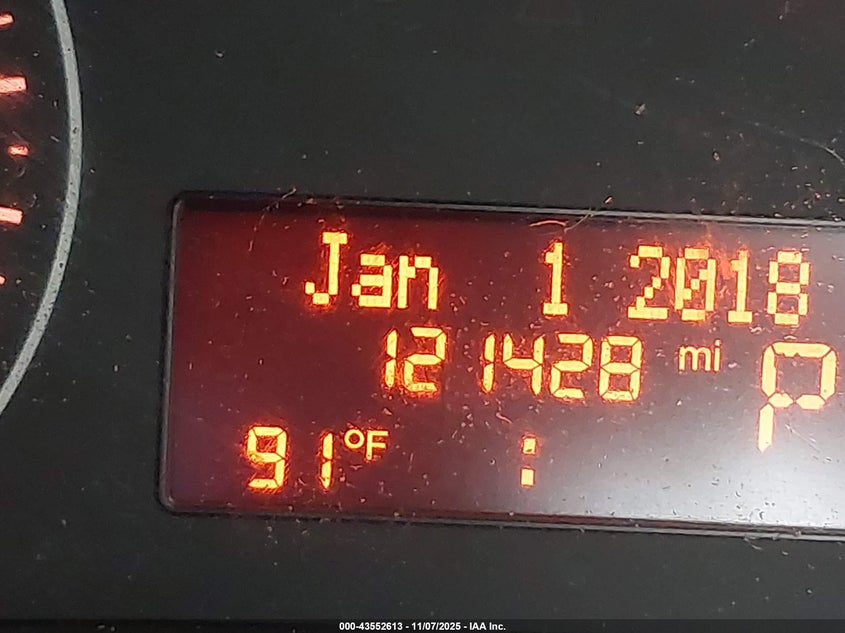 Jan 1 2018
121428 mi P
91°F :
000-43552613 - 11/07/2025 - IAA Inc.